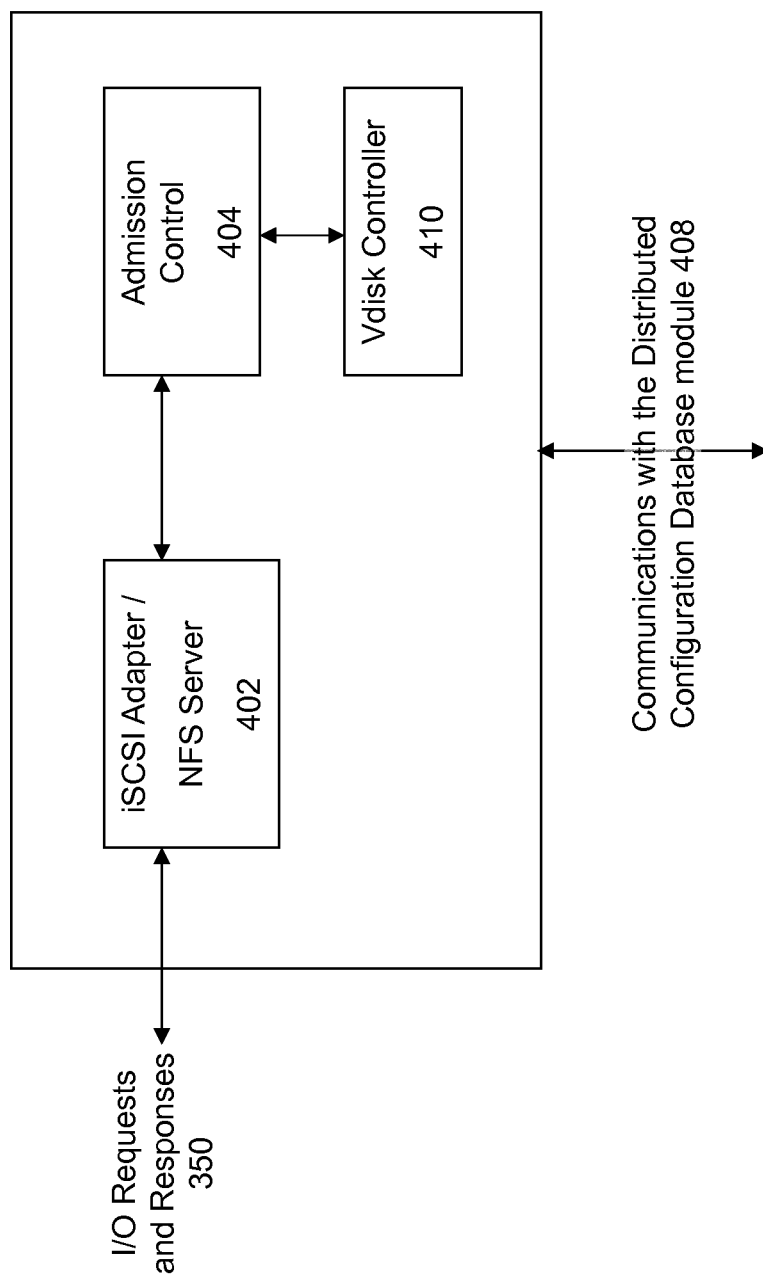 I/O Requests
and Responses
350
iSCSI Adapter /
NFS Server
402
Admission
Control
404
Vdisk Controller
410
Communications with the Distributed
Configuration Database module 408